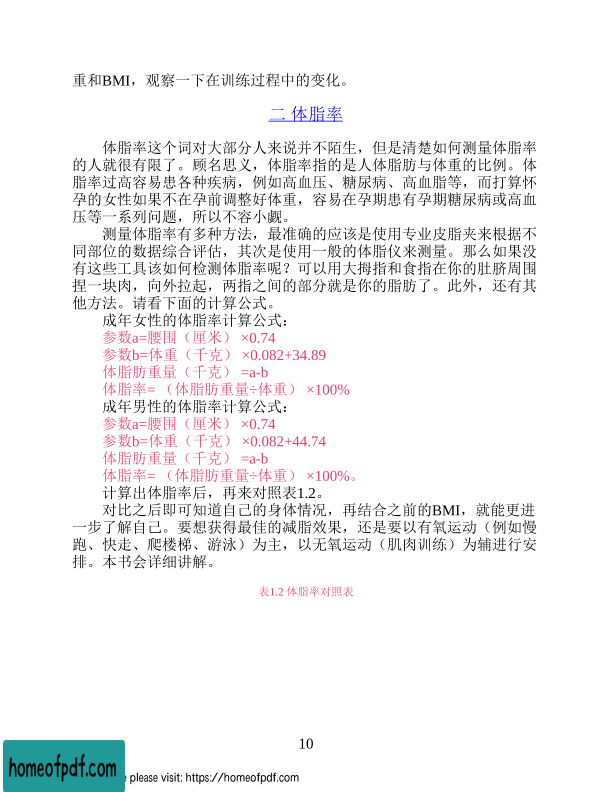 重和BMI，观察一下在训练过程中的变化。
二 体脂率
体脂率这个词对大部分人来说并不陌生，但是清楚如何测量体脂率
的人就很有限了。顾名思义，体脂率指的是人体脂肪与体重的比例。体
脂率过高容易患各种疾病，例如高血压、糖尿病、高血脂等，而打算怀
孕的女性如果不在孕前调整好体重，容易在孕期患有孕期糖尿病或高血
压等一系列问题，所以不容小觑。
测量体脂率有多种方法，最准确的应该是使用专业皮脂夹来根据不
同部位的数据综合评估，其次是使用一般的体脂仪来测量。那么如果没
有这些工具该如何检测体脂率呢？可以用大拇指和食指在你的肚脐周围
捏一块肉，向外拉起，两指之间的部分就是你的脂肪了。此外，还有其
他方法。请看下面的计算公式。
成年女性的体脂率计算公式：
参数a=腰围（厘米） ×0.74
参数b=体重（千克） ×0.082+34.89
体脂肪重量（千克） =a-b
体脂率= （体脂肪重量÷体重） ×100%
成年男性的体脂率计算公式：
参数a=腰围（厘米） ×0.74
参数b=体重（千克） ×0.082+44.74
体脂肪重量（千克） =a-b
体脂率= （体脂肪重量÷体重） ×100%。
计算出体脂率后，再来对照表1.2。
对比之后即可知道自己的身体情况，再结合之前的BMI，就能更进
一步了解自己。要想获得最佳的减脂效果，还是要以有氧运动（例如慢
跑、快走、爬楼梯、游泳）为主，以无氧运动（肌肉训练）为辅进行安
排。本书会详细讲解。
表1.2 体脂率对照表
10
homeofpdf.com
please visit: https://homeofpdf.com